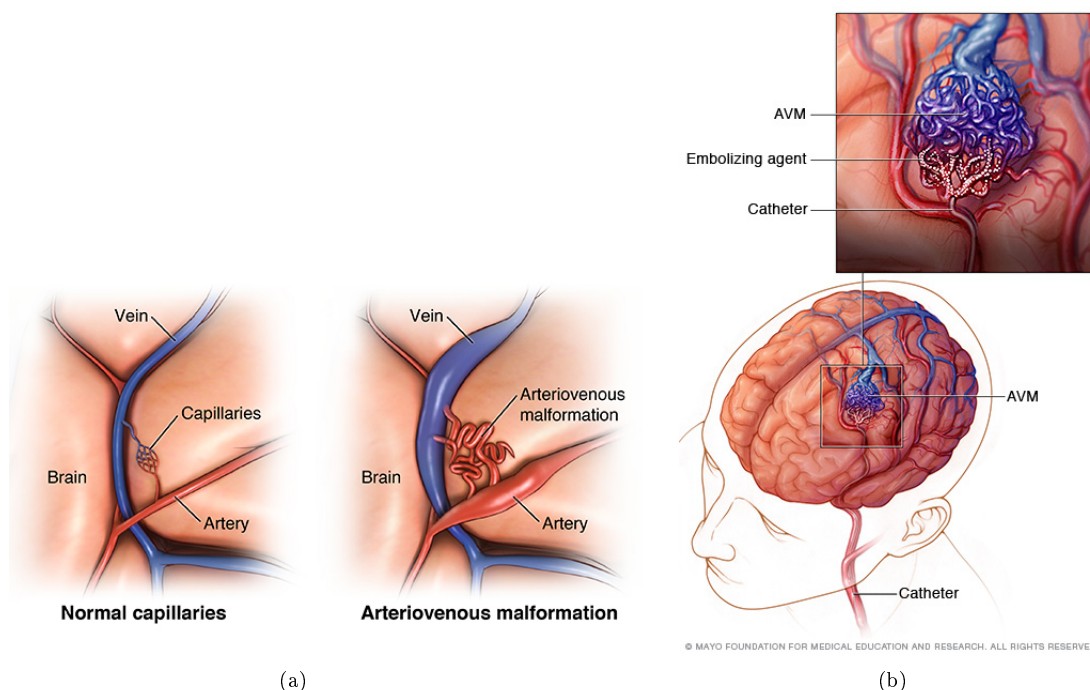 AVM
Embolizing agent
Catheter
Vein
Capillaries
Brain
Artery
Normal capillaries
Vein
Arteriovenous
malformation
Brain
Artery
Arteriovenous malformation
AVM
Catheter
© MAYO FOUNDATION FOR MEDICAL EDUCATION AND RESEARCH. ALL RIGHTS RESERVE
(a)
(b)